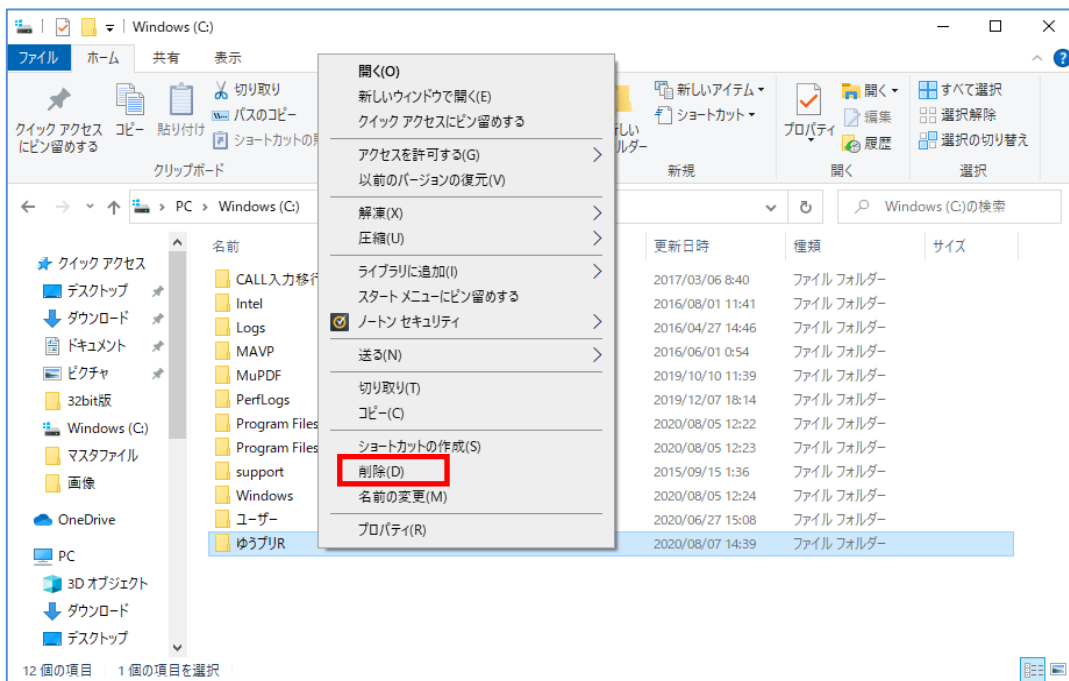 Windows (C:)
ファイル ホーム 共有 表示
クイック アクセス
にピン留めする
コピー
貼り付け
切り取り
パスのコピー
ショートカットの
クリップボード
新しいアイテム
ショートカット
新規
プロパティ
開く
編集
履歴
開く
すべて選択
選択解除
選択の切り替え
選択
PC > Windows (C:)
Windows (C:)の検索
クイック アクセス
デスクトップ
ダウンロード
ドキュメント
ピクチャ
32bit版
Windows (C:)
マスタファイル
画像
OneDrive
PC
3D オブジェクト
ダウンロード
デスクトップ
名前 更新日時 種類 サイズ
CALL入力移行 2017/03/06 8:40 ファイル フォルダー
Intel 2016/08/01 11:41 ファイル フォルダー
Logs 2016/04/27 14:46 ファイル フォルダー
MAVP 2016/06/01 0:54 ファイル フォルダー
MuPDF 2019/10/10 11:39 ファイル フォルダー
PerfLogs 2019/12/07 18:14 ファイル フォルダー
Program Files 2020/08/05 12:22 ファイル フォルダー
Program Files 2020/08/05 12:23 ファイル フォルダー
support 2015/09/15 1:36 ファイル フォルダー
Windows 2020/08/05 12:24 ファイル フォルダー
ユーザー 2020/06/27 15:08 ファイル フォルダー
ゆうプリR 2020/08/07 14:39 ファイル フォルダー
開く(O)
新しいウィンドウで開く(E)
クイック アクセスにピン留めする
アクセスを許可する(G)
以前のバージョンの復元(V)
解凍(X)
圧縮(U)
ライブラリに追加(I)
スタート メニューにピン留めする
ノートン セキュリティ
送る(N)
切り取り(T)
コピー(C)
ショートカットの作成(S)
削除(D)
名前の変更(M)
プロパティ(R)
12 個の項目 1 個の項目を選択